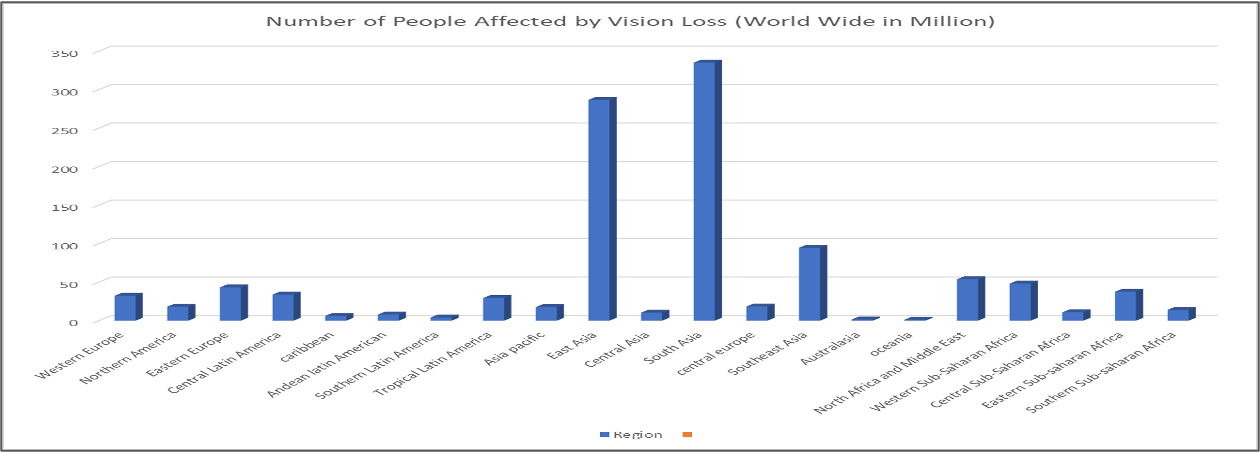 Number of People Affected by Vision Loss (World Wide in Million)
350
300
250
200
150
100
50
0
Western Europe
Northern America
Eastern Europe
Central Latin America
caribbean
Andean latin American
Southern Latin America
Tropical Latin America
Asia pacific
East Asia
Central Asia
South Asia
central europe
Southeast Asia
Australasia
oceania
North Africa and Middle East
Western Sub-Saharan Africa
Central Sub-Saharan Africa
Eastern Sub-saharan Africa
Southern Sub-saharan Africa
Region